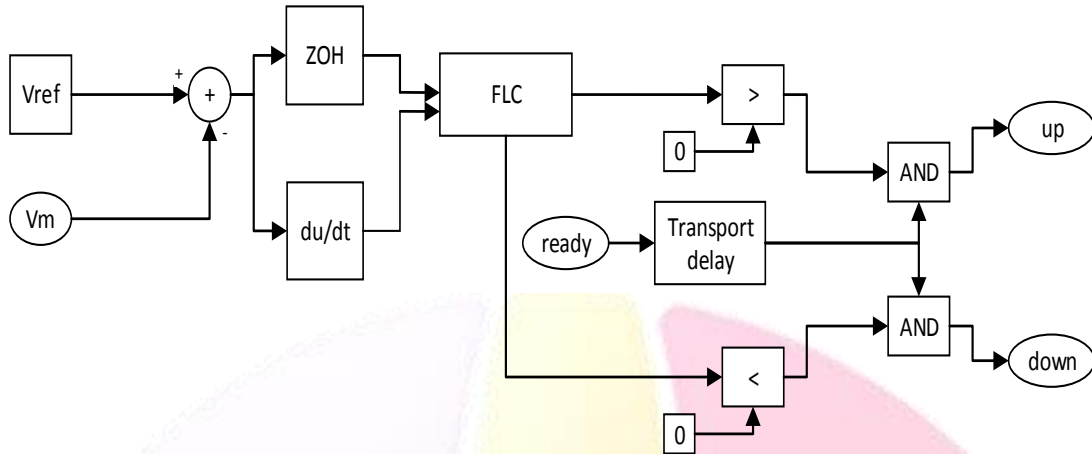 ZOH
Vref
+
+
-
FLC
>
0
up
AND
Vm
du/dt
ready
Transport
delay
AND
<
0
down